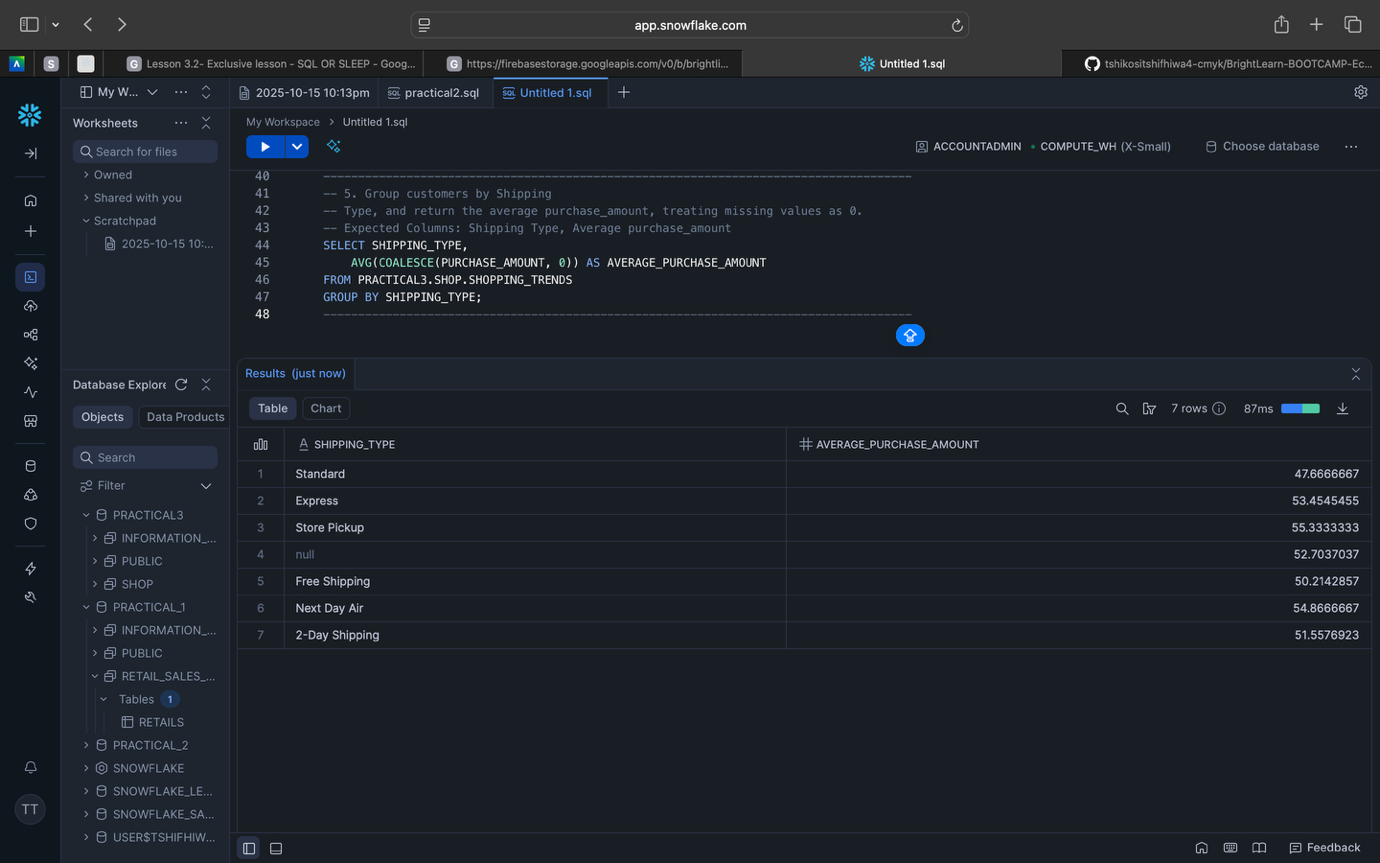 app.snowflake.com
S
G Lesson 3.2- Exclusive lesson - SQL OR SLEEP - Goog...
G https://firebasestorage.googleapis.com/v0/b/brightli...
Untitled 1.sql
tshikositshifhiwa4-cmyk/BrightLearn-BOOTCAMP-Ec...
My W...
2025-10-15 10:13pm
SQL practical2.sql
SQL Untitled 1.sql
Worksheets
My Workspace > Untitled 1.sql
Search for files
ACCOUNTADMIN • COMPUTE_WH (X-Small)
Choose database
Owned
Shared with you
Scratchpad
2025-10-15 10:...
40 ------------------------------------------------------------------------------------
41 -- 5. Group customers by Shipping
42 -- Type, and return the average purchase_amount, treating missing values as 0.
43 -- Expected Columns: Shipping Type, Average purchase_amount
44 SELECT SHIPPING_TYPE,
45 AVG(COALESCE(PURCHASE_AMOUNT, 0)) AS AVERAGE_PURCHASE_AMOUNT
46 FROM PRACTICAL3.SHOP.SHOPPING_TRENDS
47 GROUP BY SHIPPING_TYPE;
48 ------------------------------------------------------------------------------------
Database Explore
Objects
Data Products
Search
Filter
PRACTICAL3
INFORMATION_...
PUBLIC
SHOP
PRACTICAL_1
INFORMATION_...
PUBLIC
RETAIL_SALES_...
Tables 1
RETAILS
PRACTICAL_2
SNOWFLAKE
SNOWFLAKE_LE...
SNOWFLAKE_SA...
USER$TSHIFHIW...
TT
Results (just now)
Table
Chart
7 rows
87ms
A SHIPPING_TYPE
# AVERAGE_PURCHASE_AMOUNT
1 Standard 47.6666667
2 Express 53.4545455
3 Store Pickup 55.3333333
4 null 52.7037037
5 Free Shipping 50.2142857
6 Next Day Air 54.8666667
7 2-Day Shipping 51.5576923
Feedback